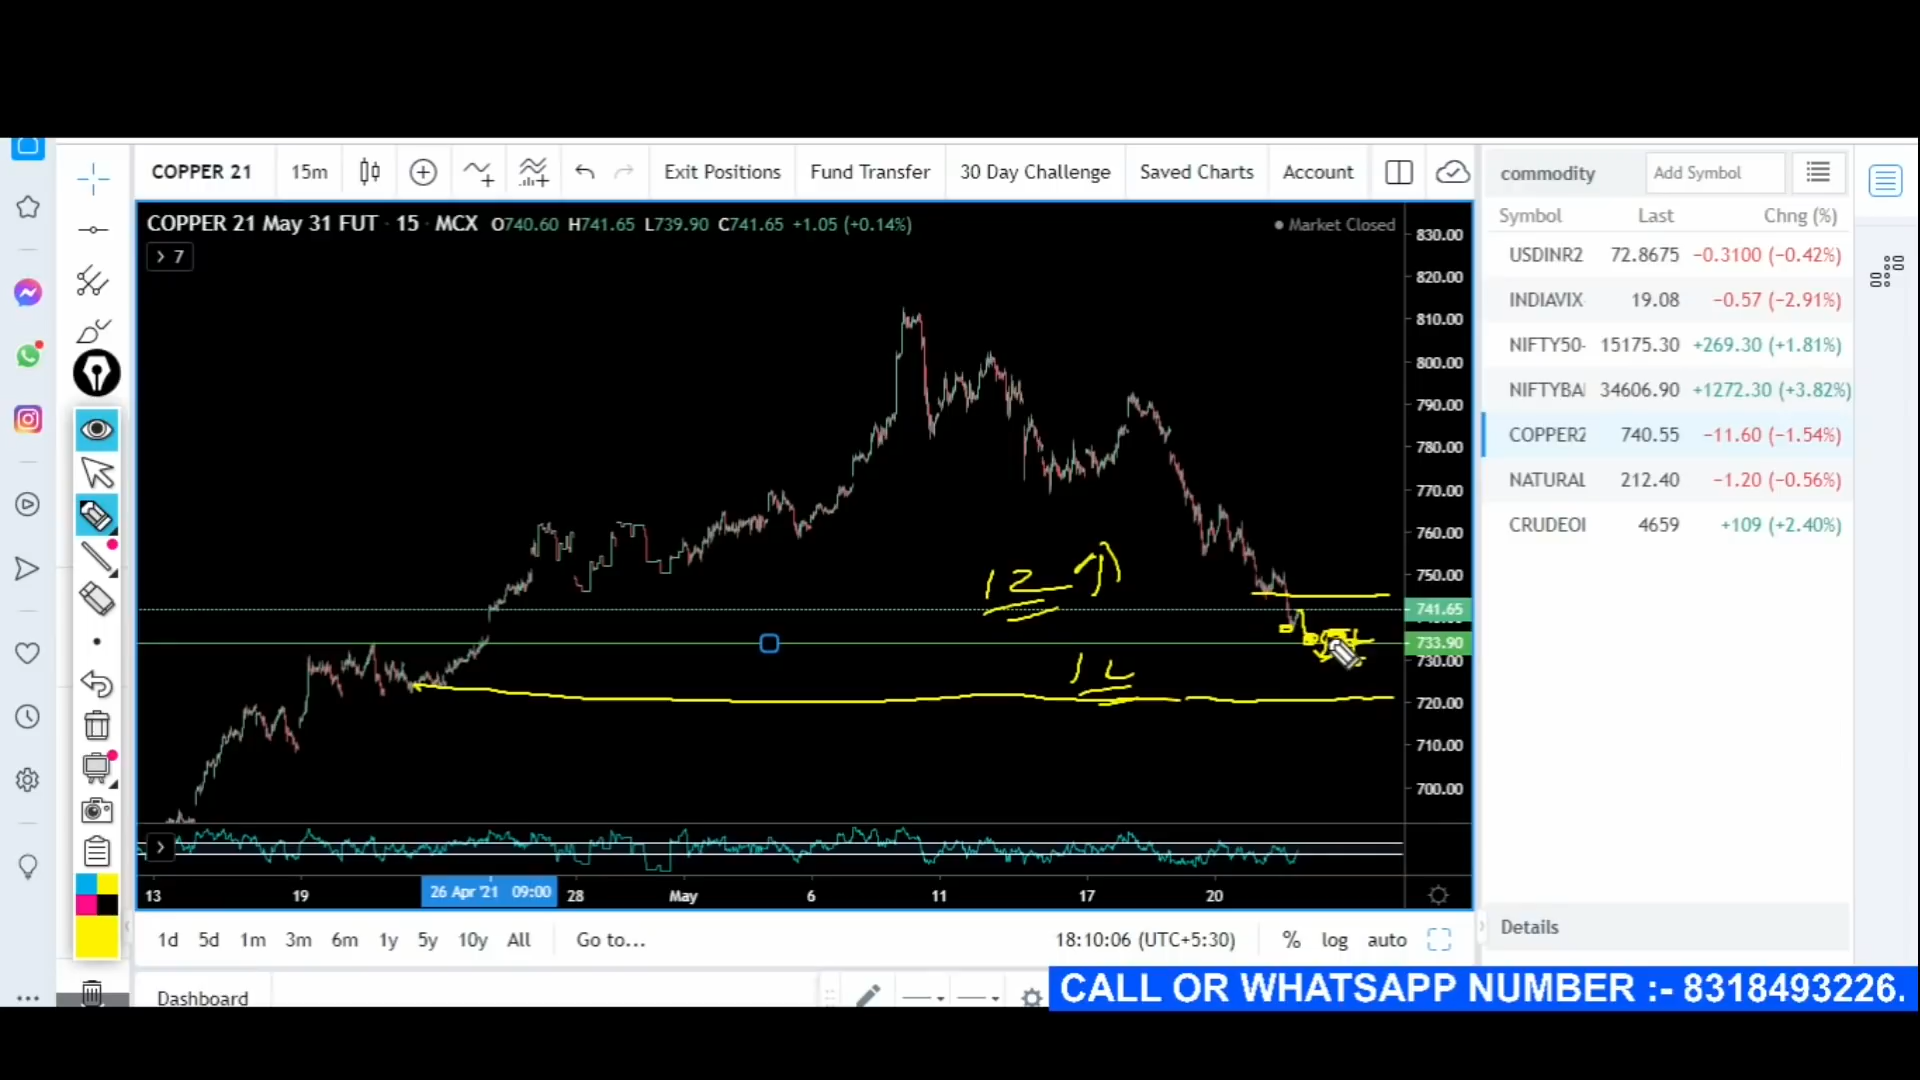 COPPER 21 15m Exit Positions Fund Transfer 30 Day Challenge Saved Charts Account
COPPER 21 May 31 FUT · 15 · MCX O740.60 H741.65 L739.90 C741.65 +1.05 (+0.14%)
Market Closed
7
830.00
820.00
810.00
800.00
790.00
780.00
770.00
760.00
750.00
741.65
733.90
730.00
720.00
710.00
700.00
12
13 19 26 Apr '21 09:00 28 May 6 11 17 20
1d 5d 1m 3m 6m 1y 5y 10y All Go to... 18:10:06 (UTC+5:30) % log auto
Dashboard
commodity Add Symbol
Symbol Last Chng (%)
USDINR2 72.8675 −0.3100 (−0.42%)
INDIAVIX 19.08 −0.57 (−2.91%)
NIFTY50- 15175.30 +269.30 (+1.81%)
NIFTYBA 34606.90 +1272.30 (+3.82%)
COPPER2 740.55 −11.60 (−1.54%)
NATURAL 212.40 −1.20 (−0.56%)
CRUDEOI 4659 +109 (+2.40%)
Details
CALL OR WHATSAPP NUMBER :- 8318493226.